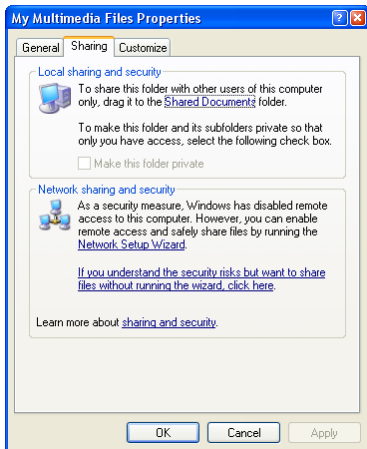 My Multimedia Files Properties
General Sharing Customize
Local sharing and security
To share this folder with other users of this computer
only, drag it to the Shared Documents folder.
To make this folder and its subfolders private so that
only you have access, select the following check box.
Make this folder private
Network sharing and security
As a security measure, Windows has disabled remote
access to this computer. However, you can enable
remote access and safely share files by running the
Network Setup Wizard.
If you understand the security risks but want to share
files without running the wizard, click here.
Learn more about sharing and security.
OK Cancel Apply